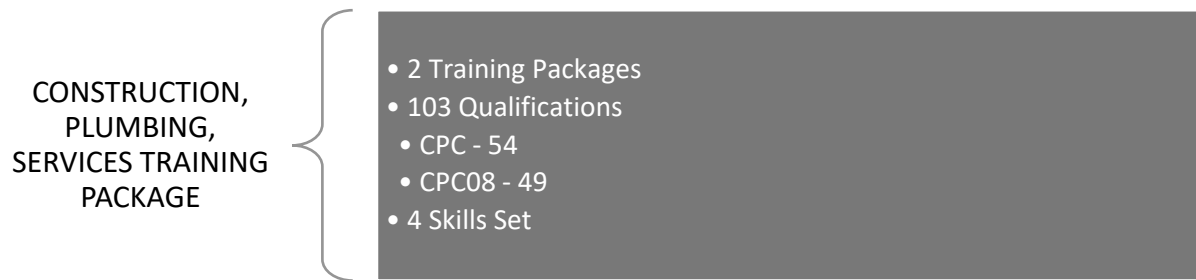 CONSTRUCTION,
PLUMBING,
SERVICES TRAINING
PACKAGE
• 2 Training Packages
• 103 Qualifications
• CPC - 54
• CPC08 - 49
• 4 Skills Set